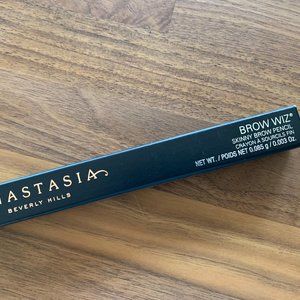 NASTASIA
BEVERLY HILLS
BROW WIZ®
SKINNY BROW PENCIL
CRAYON À SOURCILS FIN
NET WT. / POIDS NET 0.085 g / 0.003 Oz.